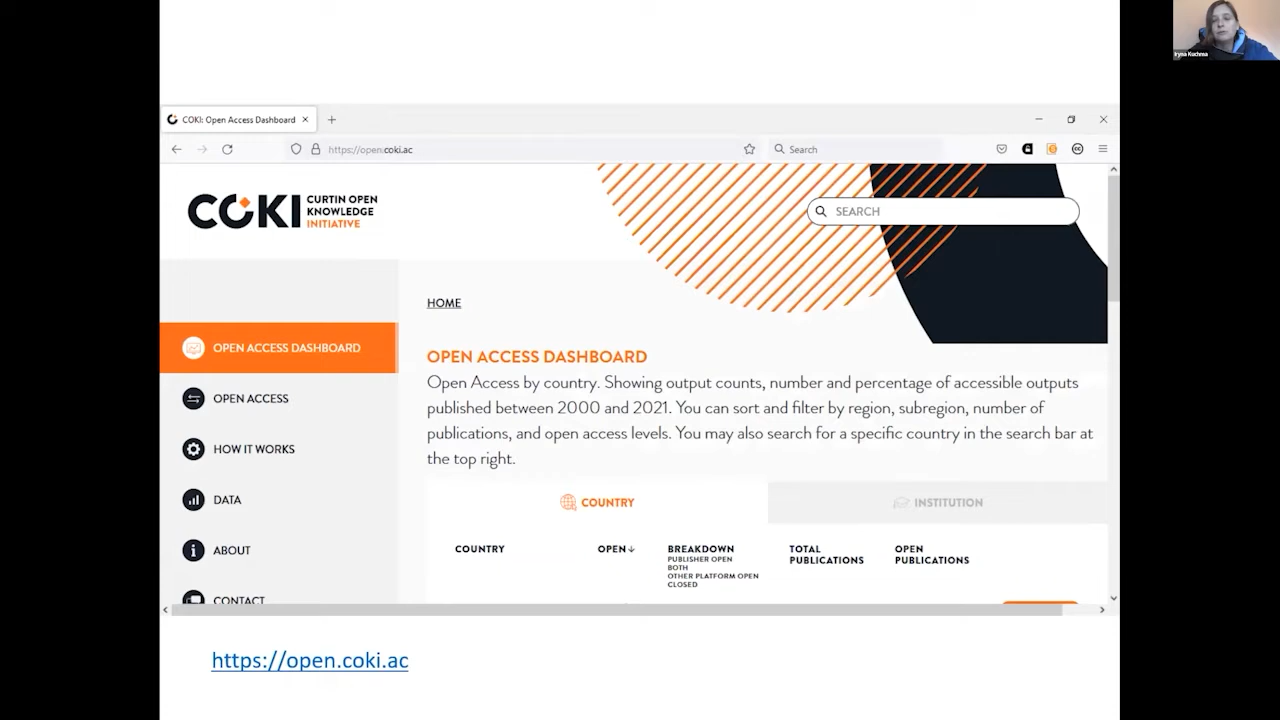 Iryna Kuchma
COKI: Open Access Dashboard
https://open.coki.ac
Search
COKI CURTIN OPEN
KNOWLEDGE
INITIATIVE
SEARCH
HOME
OPEN ACCESS DASHBOARD
OPEN ACCESS
HOW IT WORKS
DATA
ABOUT
CONTACT
OPEN ACCESS DASHBOARD
Open Access by country. Showing output counts, number and percentage of accessible outputs
published between 2000 and 2021. You can sort and filter by region, subregion, number of
publications, and open access levels. You may also search for a specific country in the search bar at
the top right.
COUNTRY
INSTITUTION
COUNTRY
OPEN
BREAKDOWN
PUBLISHER OPEN
BOTH
OTHER PLATFORM OPEN
CLOSED
TOTAL
PUBLICATIONS
OPEN
PUBLICATIONS
https://open.coki.ac